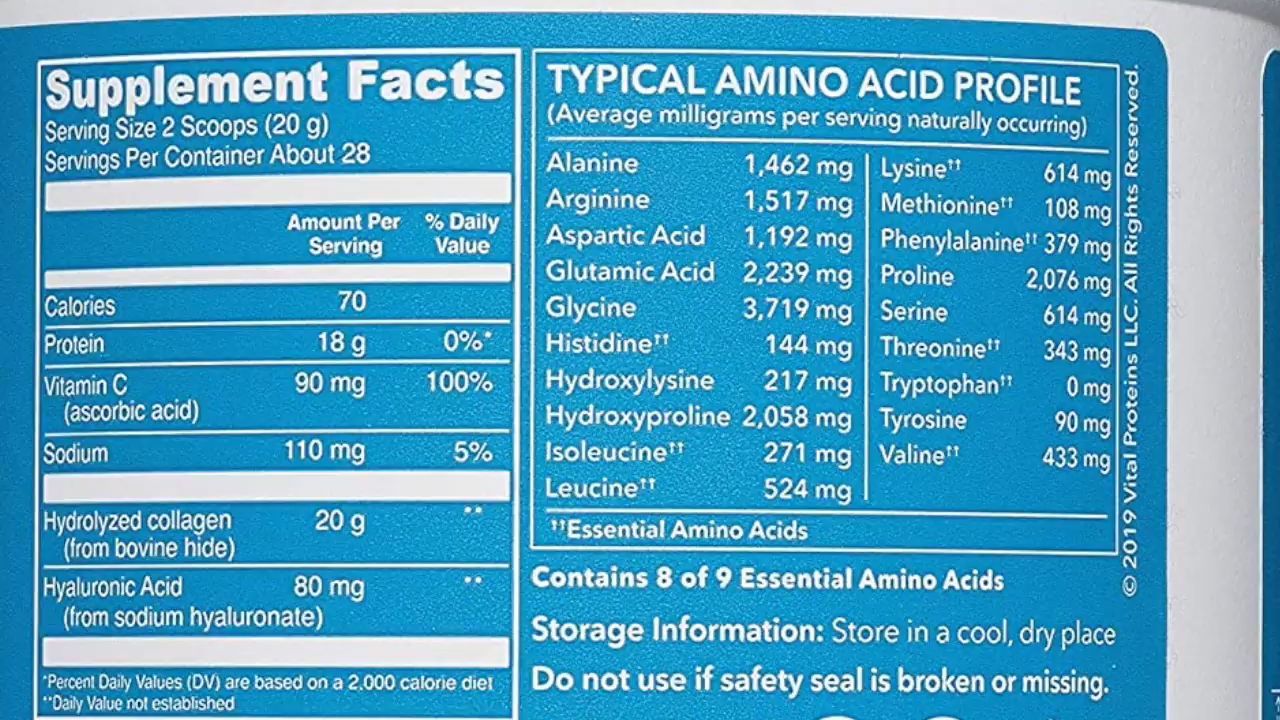 Supplement Facts
Serving Size 2 Scoops (20 g)
Servings Per Container About 28
Amount Per Serving % Daily Value
Calories 70
Protein 18 g 0%*
Vitamin C 90 mg 100%
(ascorbic acid)
Sodium 110 mg 5%
Hydrolyzed collagen 20 g **
(from bovine hide)
Hyaluronic Acid 80 mg **
(from sodium hyaluronate)
*Percent Daily Values (DV) are based on a 2,000 calorie diet
**Daily Value not established
TYPICAL AMINO ACID PROFILE
(Average milligrams per serving naturally occurring)
Alanine 1,462 mg
Arginine 1,517 mg
Aspartic Acid 1,192 mg
Glutamic Acid 2,239 mg
Glycine 3,719 mg
Histidine†† 144 mg
Hydroxylysine 217 mg
Hydroxyproline 2,058 mg
Isoleucine†† 271 mg
Leucine†† 524 mg
Lysine†† 614 mg
Methionine†† 108 mg
Phenylalanine†† 379 mg
Proline 2,076 mg
Serine 614 mg
Threonine†† 343 mg
Tryptophan†† 0 mg
Tyrosine 90 mg
Valine†† 433 mg
††Essential Amino Acids
Contains 8 of 9 Essential Amino Acids
Storage Information: Store in a cool, dry place
Do not use if safety seal is broken or missing.
© 2019 Vital Proteins LLC. All Rights Reserved.